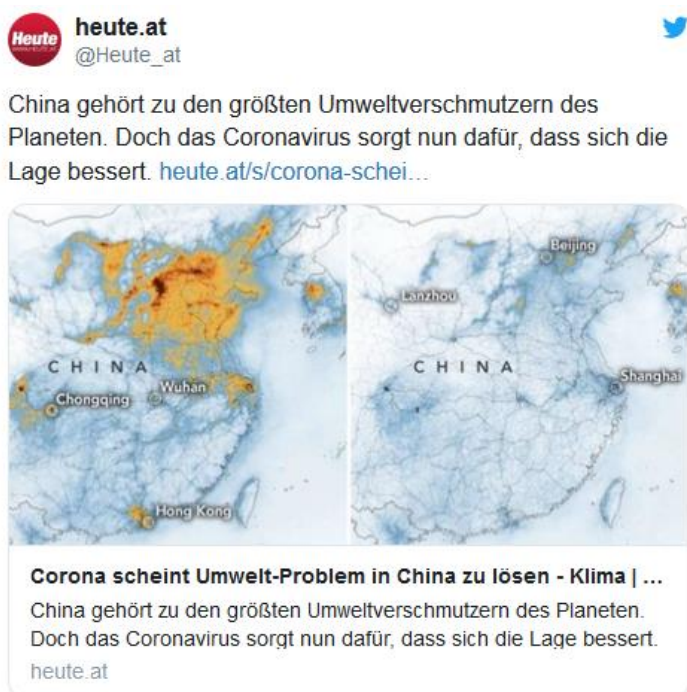 heute.at
Heute
@Heute_at
China gehört zu den größten Umweltverschmutzern des
Planeten. Doch das Coronavirus sorgt nun dafür, dass sich die
Lage bessert. heute.at/s/corona-schei...
Beijing
Lanzhou
CHINA
CHINA
Wuhan
Shanghai
Chongqing
Hong Kong
Corona scheint Umwelt-Problem in China zu lösen - Klima | ...
China gehört zu den größten Umweltverschmutzern des Planeten.
Doch das Coronavirus sorgt nun dafür, dass sich die Lage bessert.
heute.at